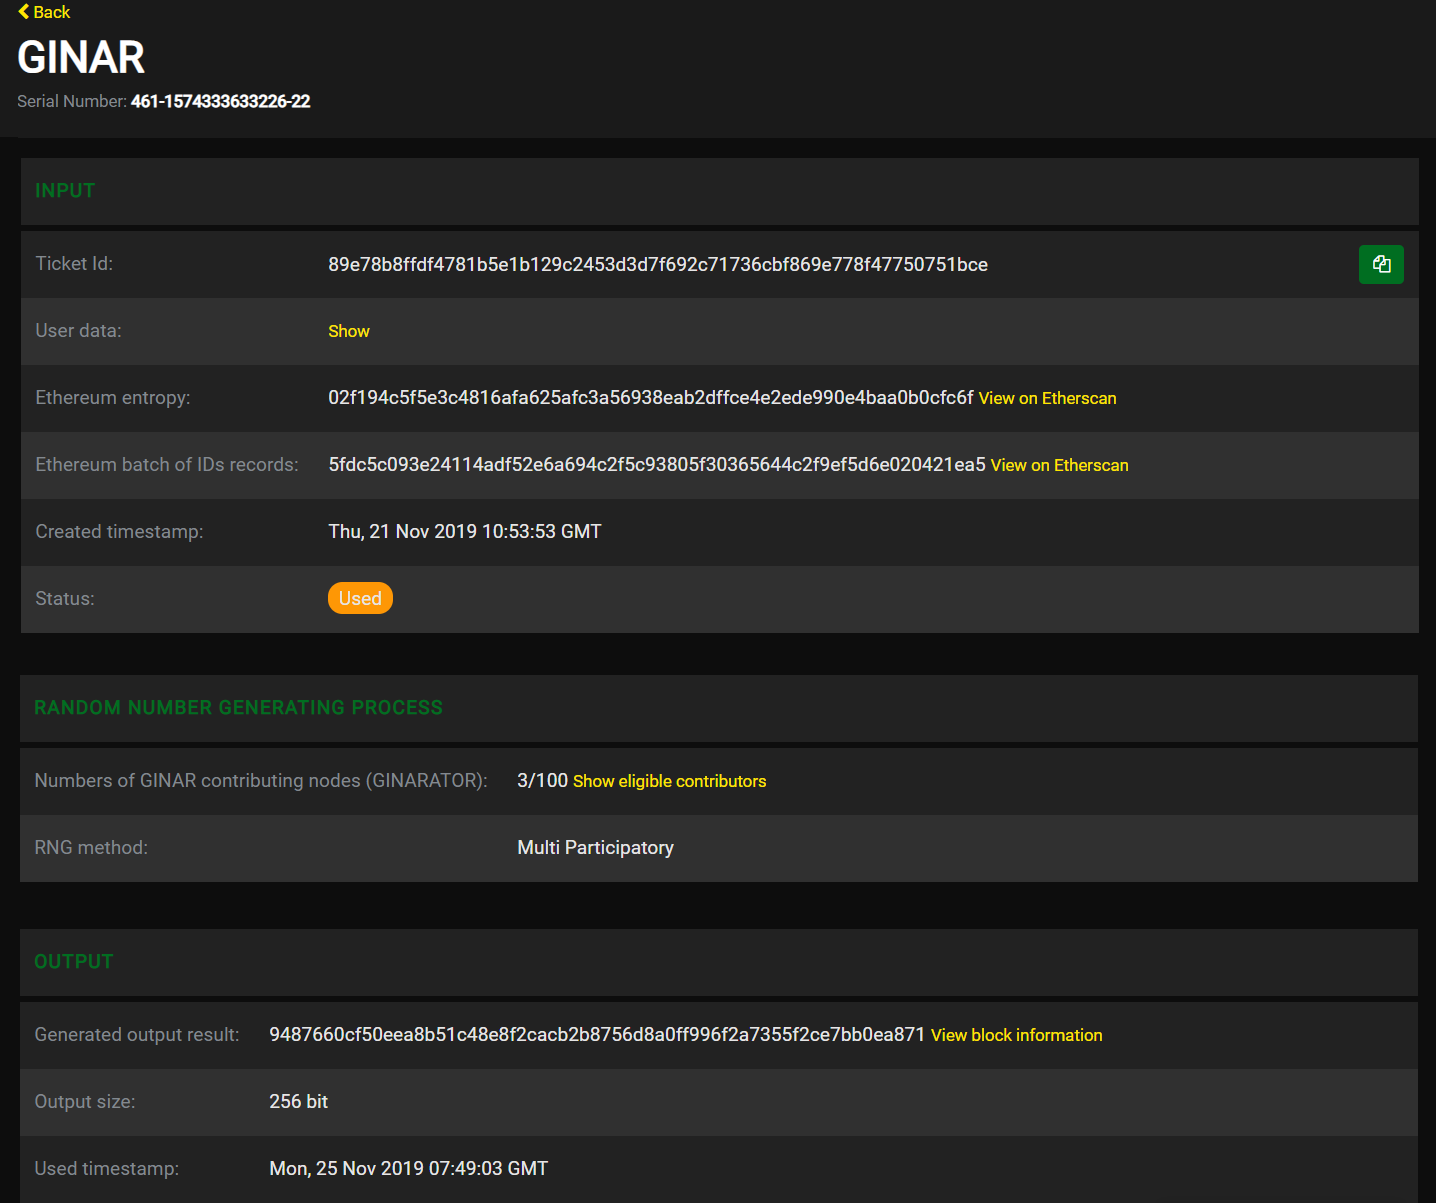 Back
GINAR
Serial Number: 461-1574333633226-22
INPUT
Ticket Id: 89e78b8ffdf4781b5e1b129c2453d3d7f692c71736cbf869e778f47750751bce
User data: Show
Ethereum entropy: 02f194c5f5e3c4816afa625afc3a56938eab2dffce4e2ede990e4baa0b0cfc6f View on Etherscan
Ethereum batch of IDs records: 5fdc5c093e24114adf52e6a694c2f5c93805f30365644c2f9ef5d6e020421ea5 View on Etherscan
Created timestamp: Thu, 21 Nov 2019 10:53:53 GMT
Status: Used
RANDOM NUMBER GENERATING PROCESS
Numbers of GINAR contributing nodes (GINARATOR): 3/100 Show eligible contributors
RNG method: Multi Participatory
OUTPUT
Generated output result: 9487660cf50eea8b51c48e8f2cacb2b8756d8a0ff996f2a7355f2ce7bb0ea871 View block information
Output size: 256 bit
Used timestamp: Mon, 25 Nov 2019 07:49:03 GMT